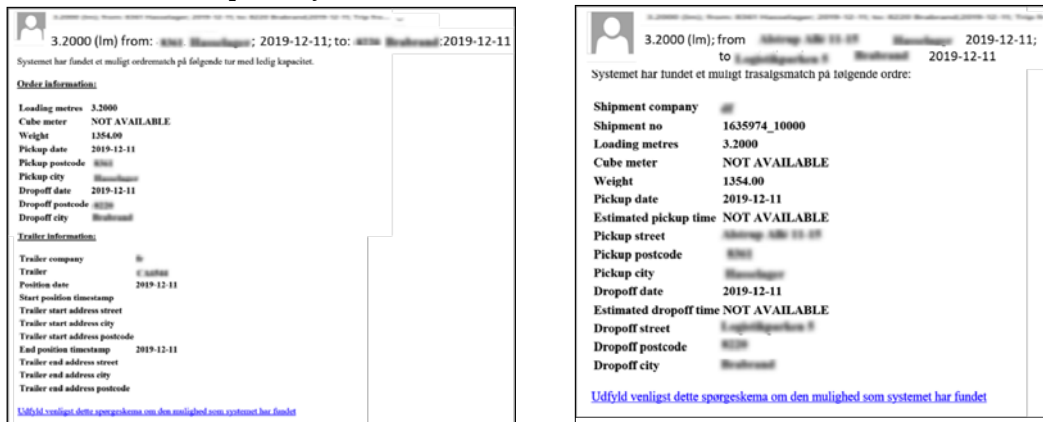 3.2000 (lm) from: ; 2019-12-11; to: :2019-12-11
Systemet har fundet et muligt ordrematch på følgende tur med ledig kapacitet.
Order information:
Loading metres 3.2000
Cube meter NOT AVAILABLE
Weight 1354.00
Pickup date 2019-12-11
Pickup postcode
Pickup city
Dropoff date 2019-12-11
Dropoff postcode
Dropoff city
Trailer information:
Trailer company
Trailer
Position date 2019-12-11
Start position timestamp
Trailer start address street
Trailer start address city
Trailer start address postcode
End position timestamp 2019-12-11
Trailer end address street
Trailer end address city
Trailer end address postcode
Udfyld venligst dette spørgeskema om den mulighed som systemet har fundet
3.2000 (lm); from 2019-12-11;
to 2019-12-11
Systemet har fundet et muligt frasalgsmatch på følgende ordre:
Shipment company
Shipment no 1635974_10000
Loading metres 3.2000
Cube meter NOT AVAILABLE
Weight 1354.00
Pickup date 2019-12-11
Estimated pickup time NOT AVAILABLE
Pickup street
Pickup postcode
Pickup city
Dropoff date 2019-12-11
Estimated dropoff time NOT AVAILABLE
Dropoff street
Dropoff postcode
Dropoff city
Udfyld venligst dette spørgeskema om den mulighed som systemet har fundet